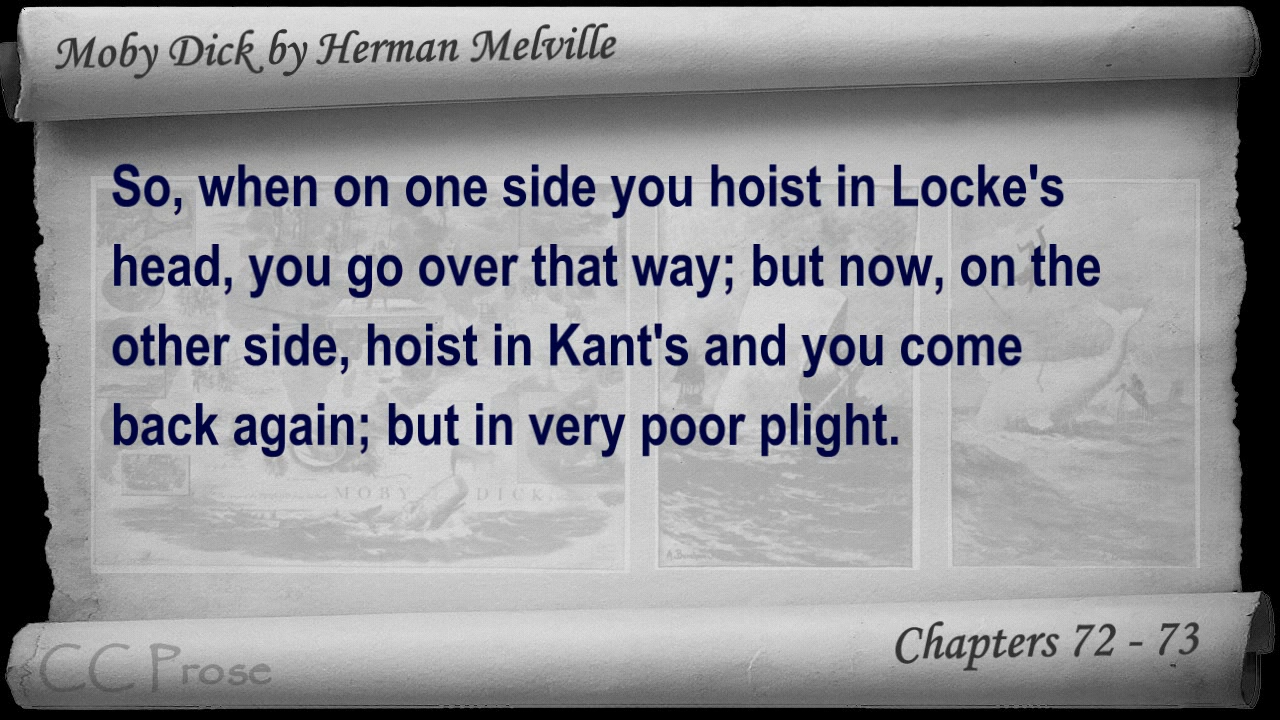 Moby Dick by Herman Melville
So, when on one side you hoist in Locke's
head, you go over that way; but now, on the
other side, hoist in Kant's and you come
back again; but in very poor plight.
MOBY DICK
Chapters 72 - 73
CC Prose